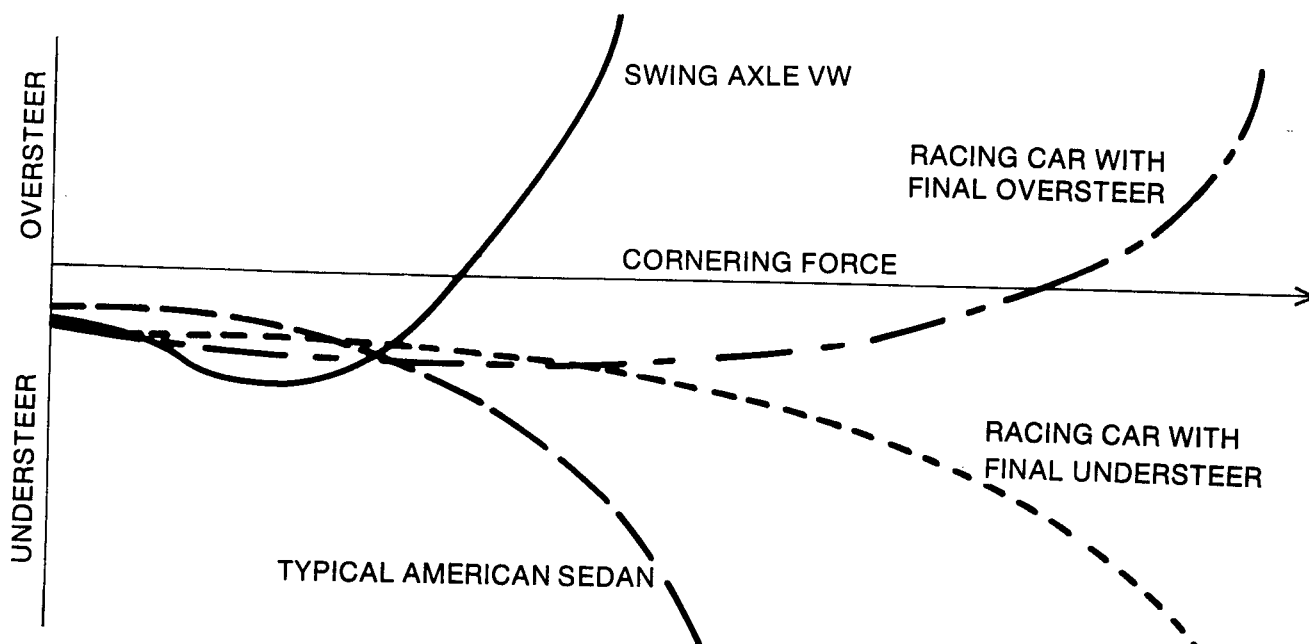 OVERSTEER
UNDERSTEER
SWING AXLE VW
RACING CAR WITH
FINAL OVERSTEER
CORNERING FORCE
RACING CAR WITH
FINAL UNDERSTEER
TYPICAL AMERICAN SEDAN